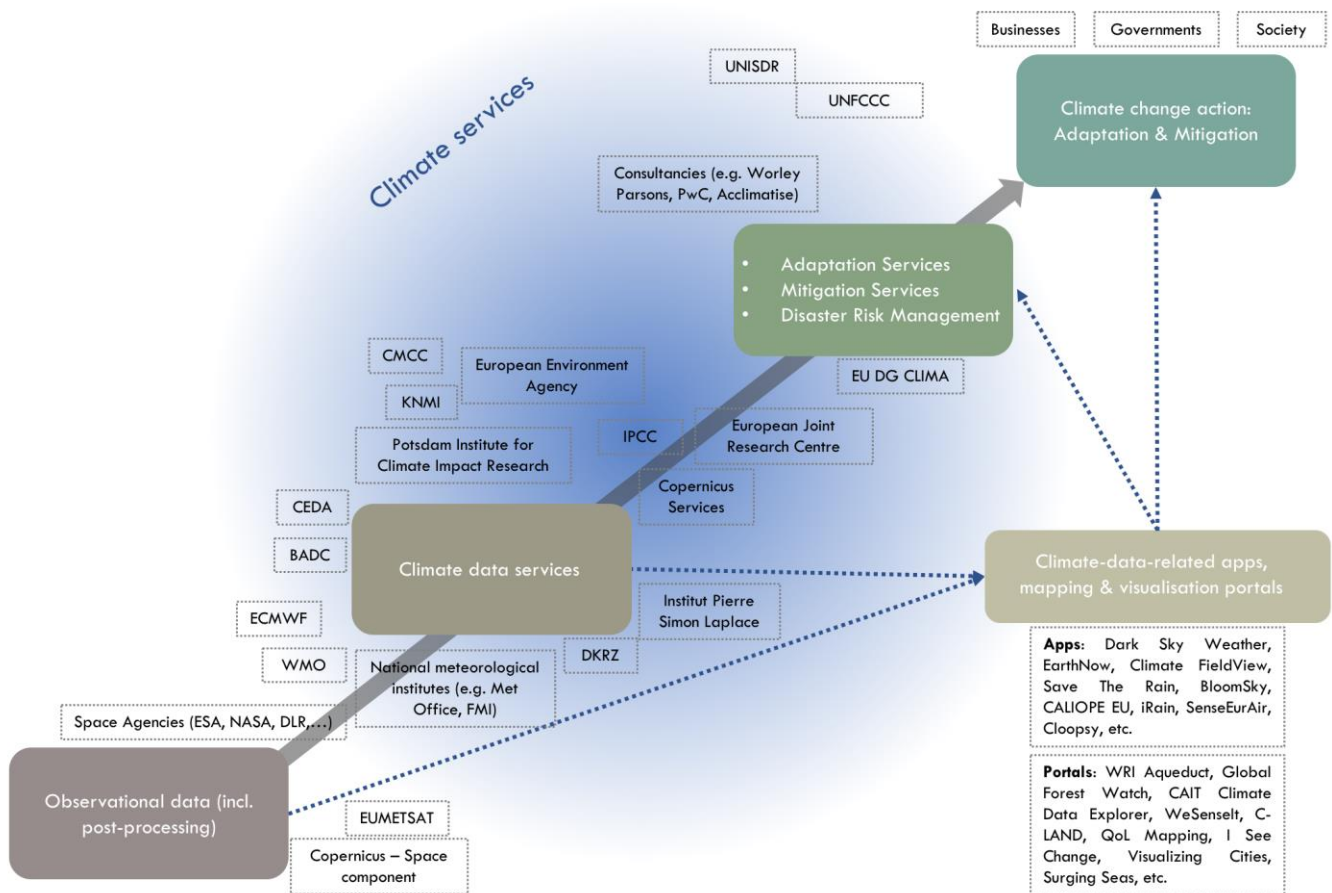 Businesses
Governments
Society
UNISDR
UNFCCC
Climate change action:
Adaptation & Mitigation
Climate services
Consultancies (e.g. Worley
Parsons, PwC, Acclimatise)
• Adaptation Services
• Mitigation Services
• Disaster Risk Management
CMCC
European Environment
Agency
EU DG CLIMA
KNMI
IPCC
European Joint
Research Centre
Potsdam Institute for
Climate Impact Research
Copernicus
Services
CEDA
BADC
Climate data services
Climate-data-related apps,
mapping & visualisation portals
ECMWF
Institut Pierre
Simon Laplace
WMO
DKRZ
National meteorological
institutes (e.g. Met
Office, FMI)
Space Agencies (ESA, NASA, DLR,...)
Apps: Dark Sky Weather,
EarthNow, Climate FieldView,
Save The Rain, BloomSky,
CALIOPE EU, iRain, SenseEurAir,
Cloopsy, etc.
Observational data (incl.
post-processing)
EUMETSAT
Copernicus – Space
component
Portals: WRI Aqueduct, Global
Forest Watch, CAIT Climate
Data Explorer, WeSenseIt, C-
LAND, QoL Mapping, I See
Change, Visualizing Cities,
Surging Seas, etc.